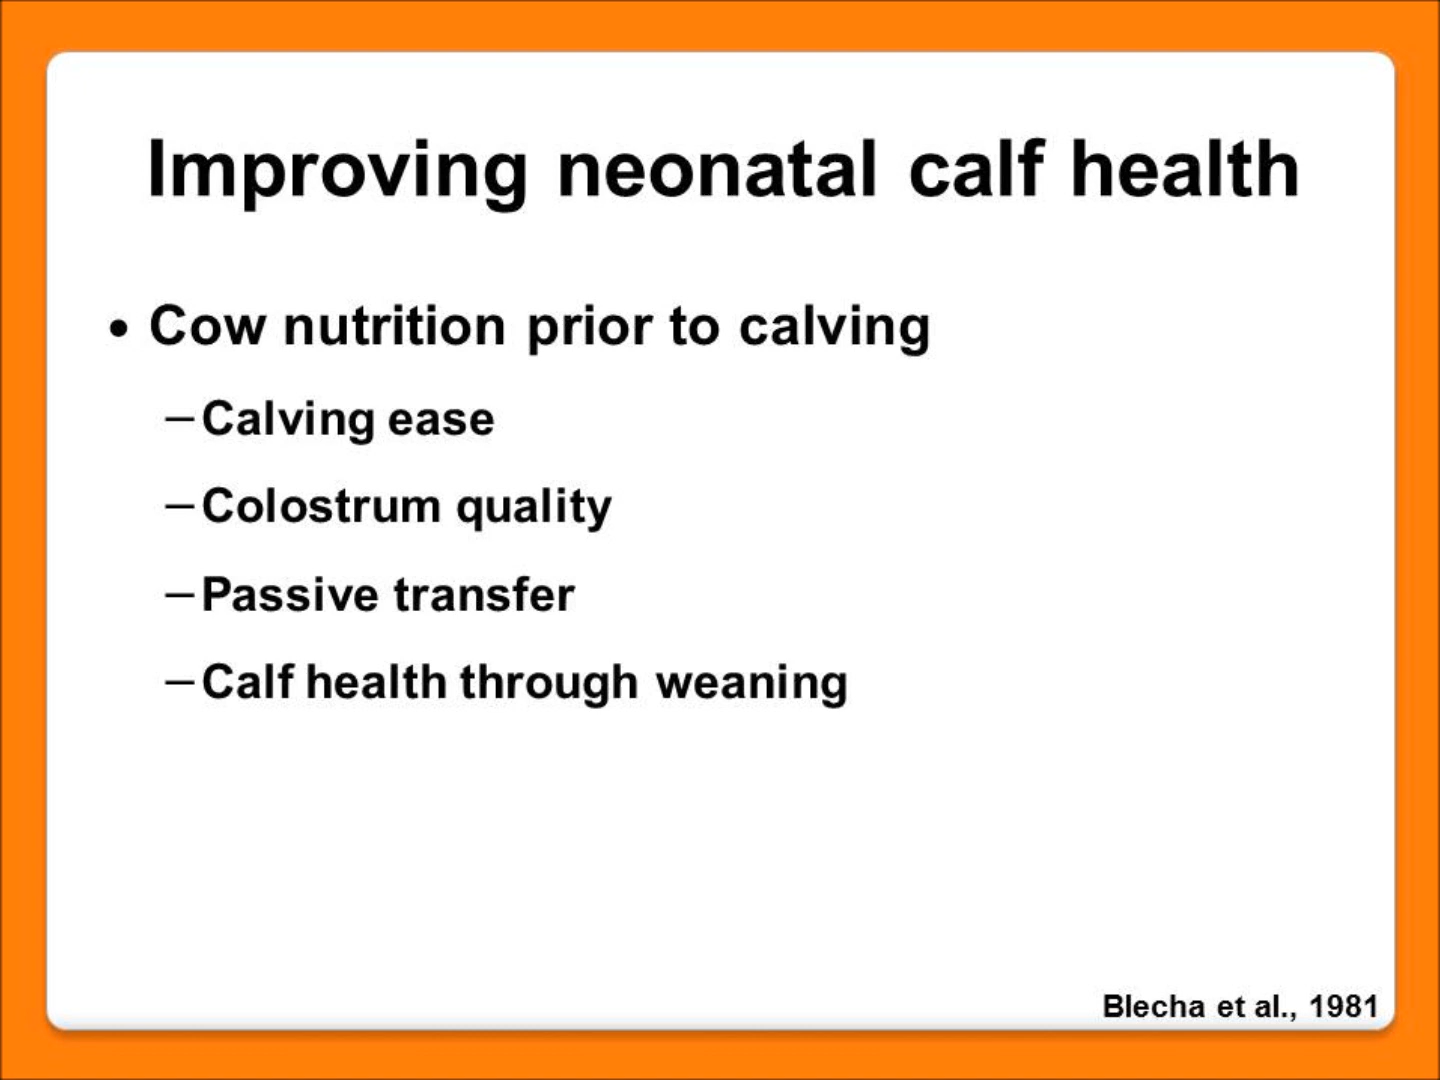 Improving neonatal calf health
• Cow nutrition prior to calving
– Calving ease
– Colostrum quality
– Passive transfer
– Calf health through weaning
Blecha et al., 1981